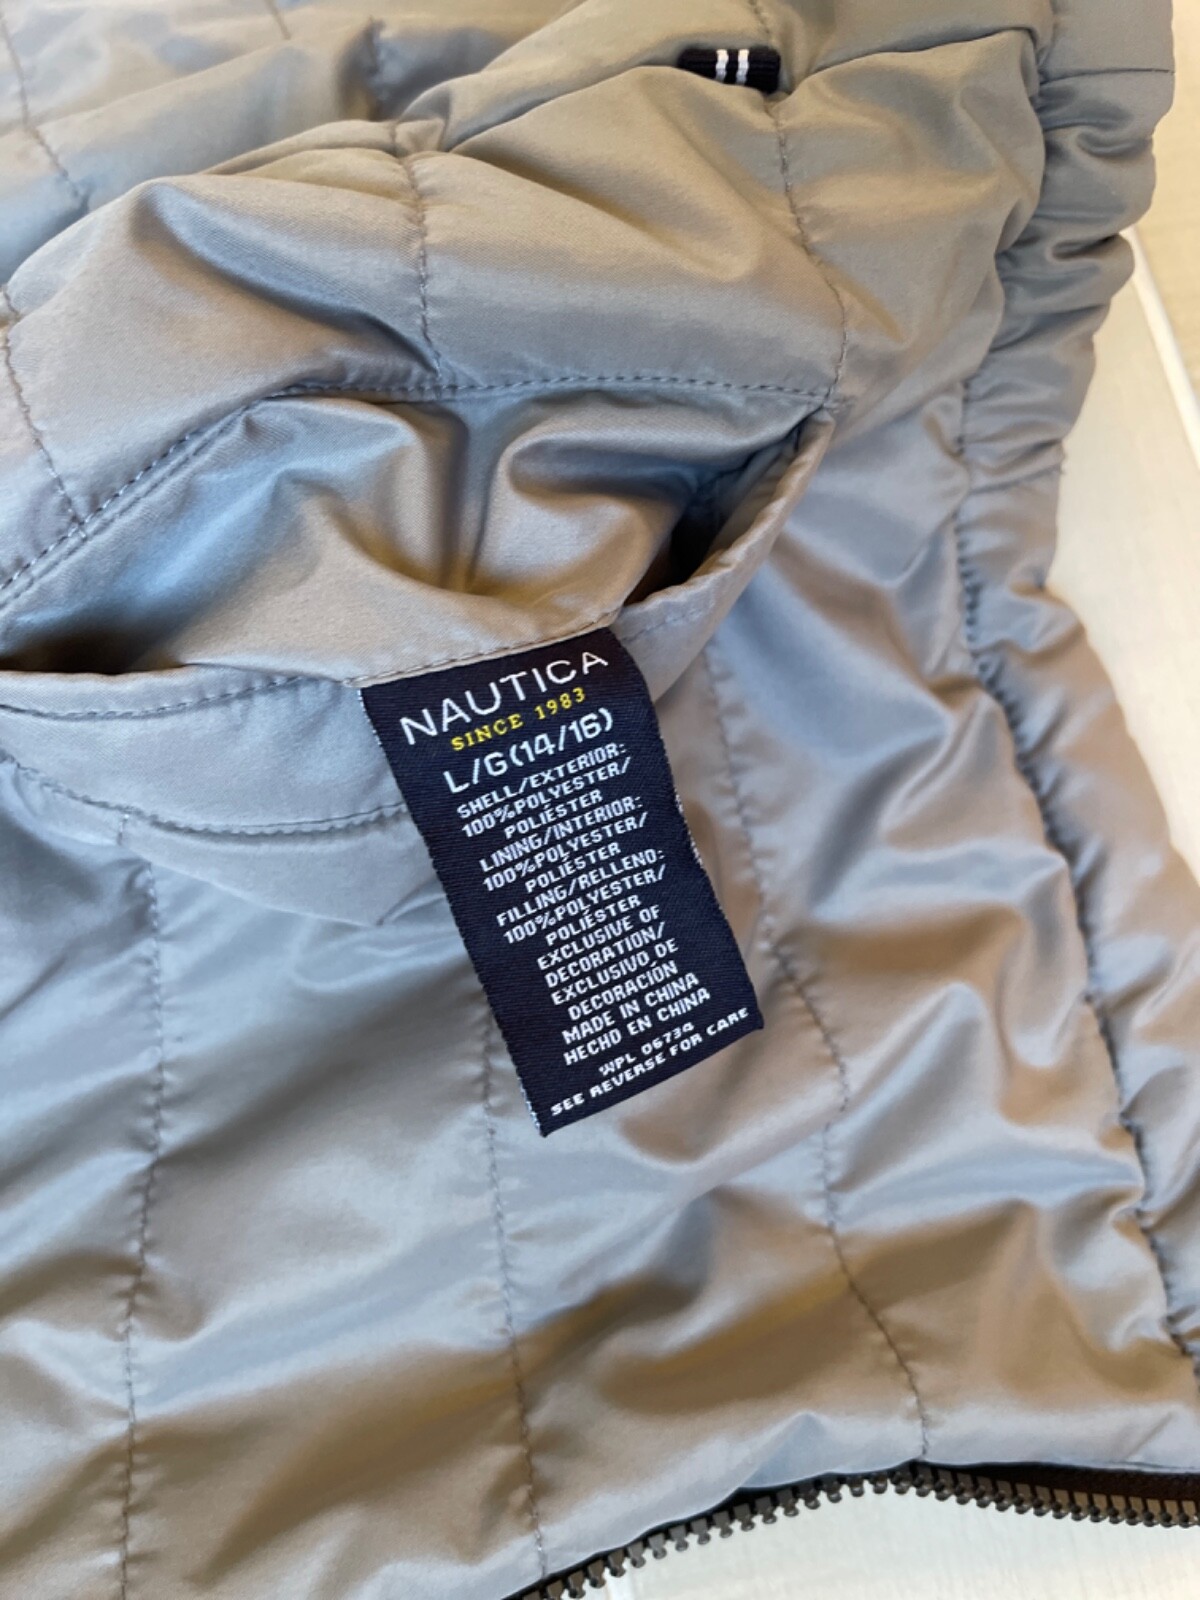 NAUTICA
SINCE 1983
L/G(14/16)
SHELL/EXTERIOR:
100%POLYESTER/
POLIÉSTER
LINING/INTERIOR:
100%POLYESTER/
POLIÉSTER
FILLING/RELLENO:
100%POLYESTER/
POLIÉSTER
EXCLUSIVE OF
DECORATION/
EXCLUSIVO DE
DECORACIÓN
MADE IN CHINA
HECHO EN CHINA
WPL 06734
SEE REVERSE FOR CARE